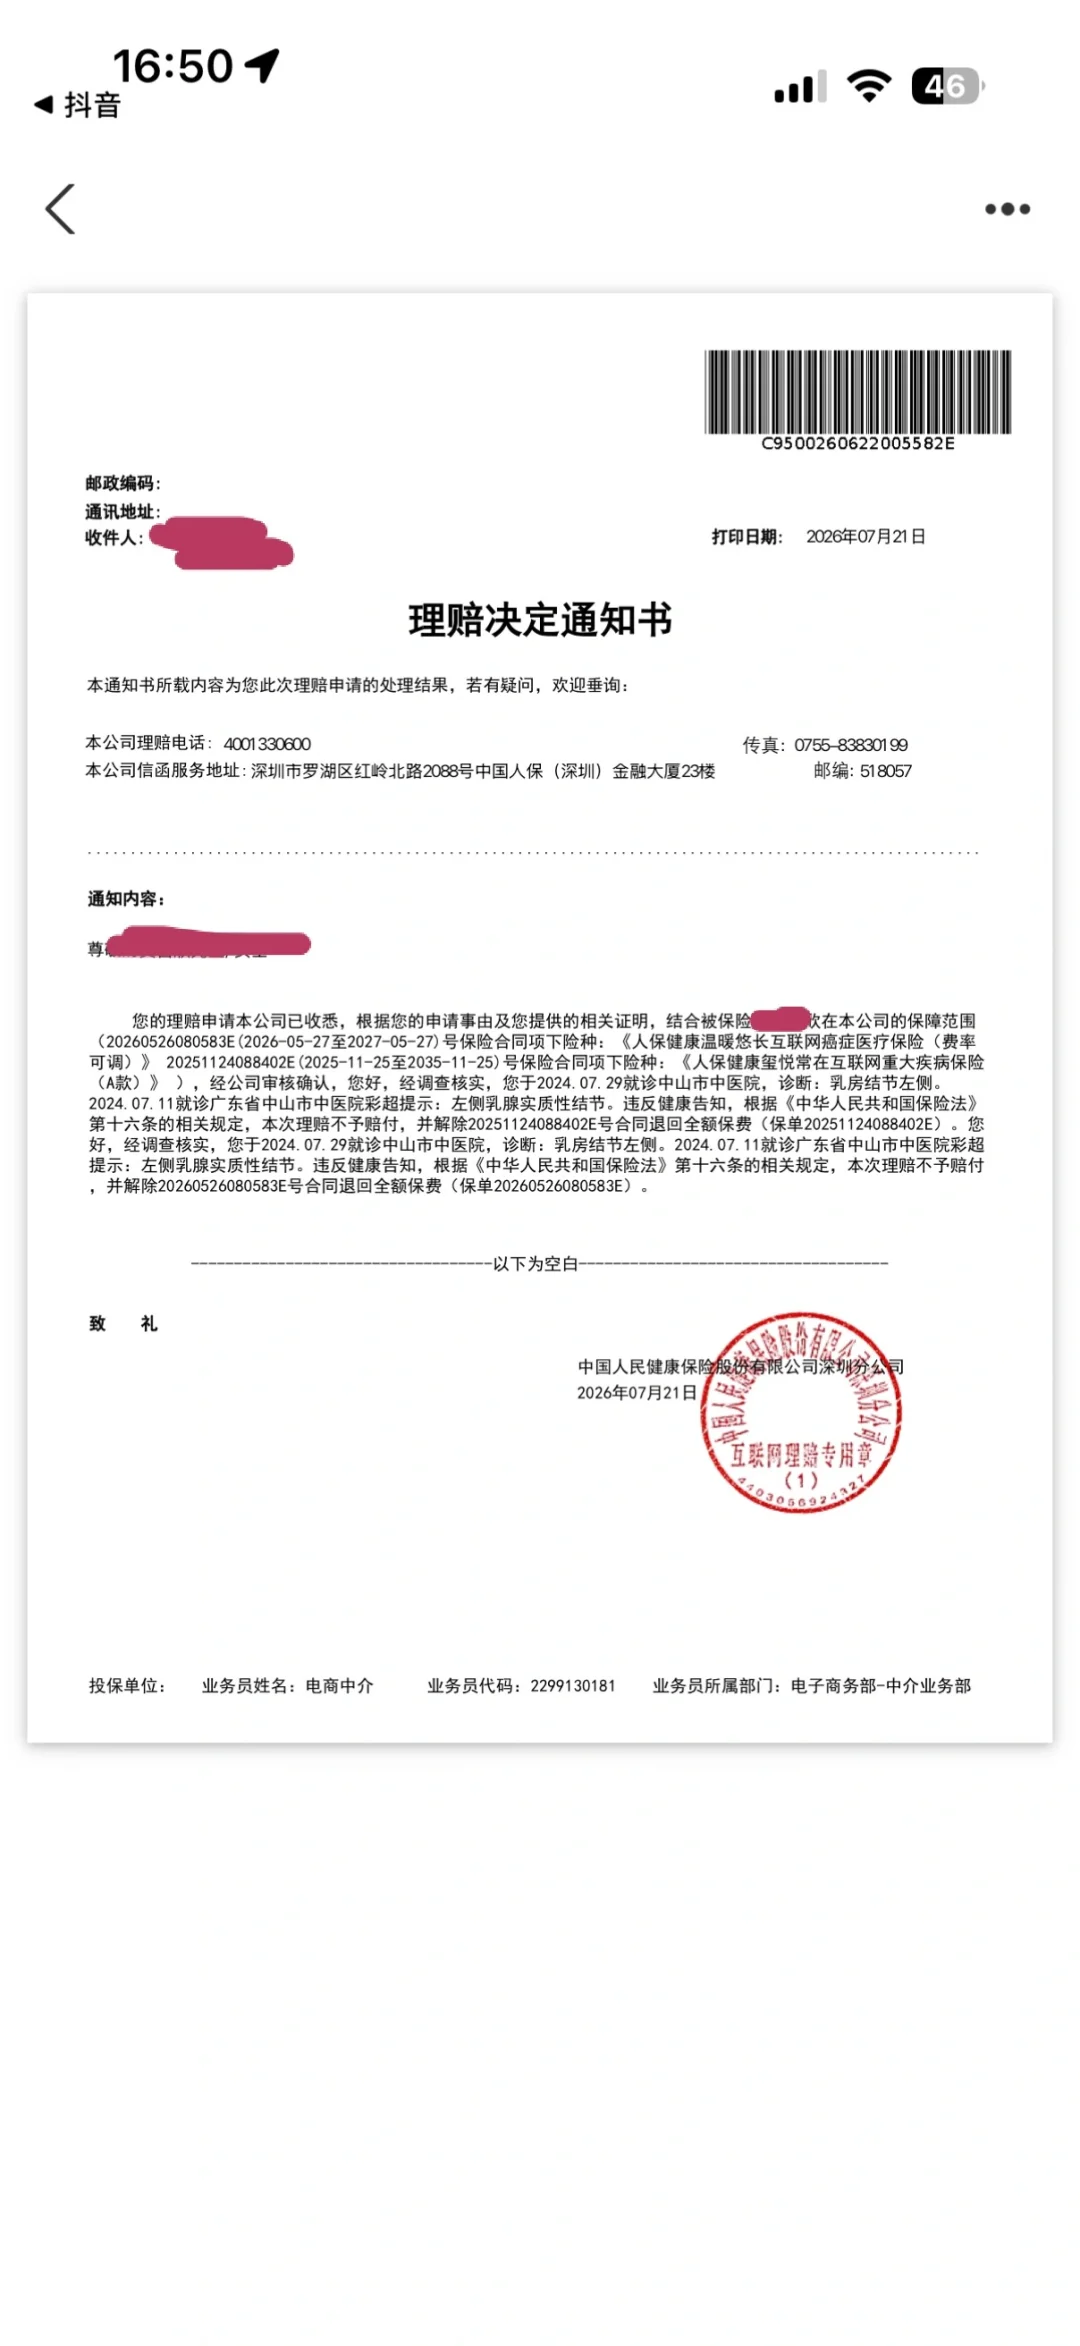 16:50
46
抖音
C9500260622005582E
邮政编码:
通讯地址:
收件人:
打印日期: 2026年07月21日
理赔决定通知书
本通知书所载内容为您此次理赔申请的处理结果，若有疑问，欢迎垂询:
本公司理赔电话: 4001330600 传真: 0755-83830199
本公司信函服务地址: 深圳市罗湖区红岭北路2088号中国人保（深圳）金融大厦23楼 邮编: 518057
通知内容:
尊
您的理赔申请本公司已收悉，根据您的申请事由及您提供的相关证明，结合被保险 在本公司的保障范围
（20260526080583E(2026-05-27至2027-05-27)号保险合同项下险种: 《人保健康温暖悠长互联网癌症医疗保险（费率
可调）》 20251124088402E(2025-11-25至2035-11-25)号保险合同项下险种: 《人保健康玺悦常在互联网重大疾病保险
（A款）》 ），经公司审核确认，您好，经调查核实，您于2024.07.29就诊中山市中医院，诊断: 乳房结节左侧。
2024.07.11就诊广东省中山市中医院彩超提示: 左侧乳腺实质性结节。违反健康告知，根据《中华人民共和国保险法》
第十六条的相关规定，本次理赔不予赔付，并解除20251124088402E号合同退回全额保费（保单20251124088402E）。您
好，经调查核实，您于2024.07.29就诊中山市中医院，诊断: 乳房结节左侧。2024.07.11就诊广东省中山市中医院彩超
提示: 左侧乳腺实质性结节。违反健康告知，根据《中华人民共和国保险法》第十六条的相关规定，本次理赔不予赔付
，并解除20260526080583E号合同退回全额保费（保单20260526080583E）。
-----------------------------------以下为空白------------------------------------
致 礼
中国人民健康保险股份有限公司深圳分公司
2026年07月21日
中国人民健康保险股份有限公司深圳分公司
互联网理赔专用章
(1)
4403056924327
投保单位: 业务员姓名: 电商中介 业务员代码: 2299130181 业务员所属部门: 电子商务部-中介业务部